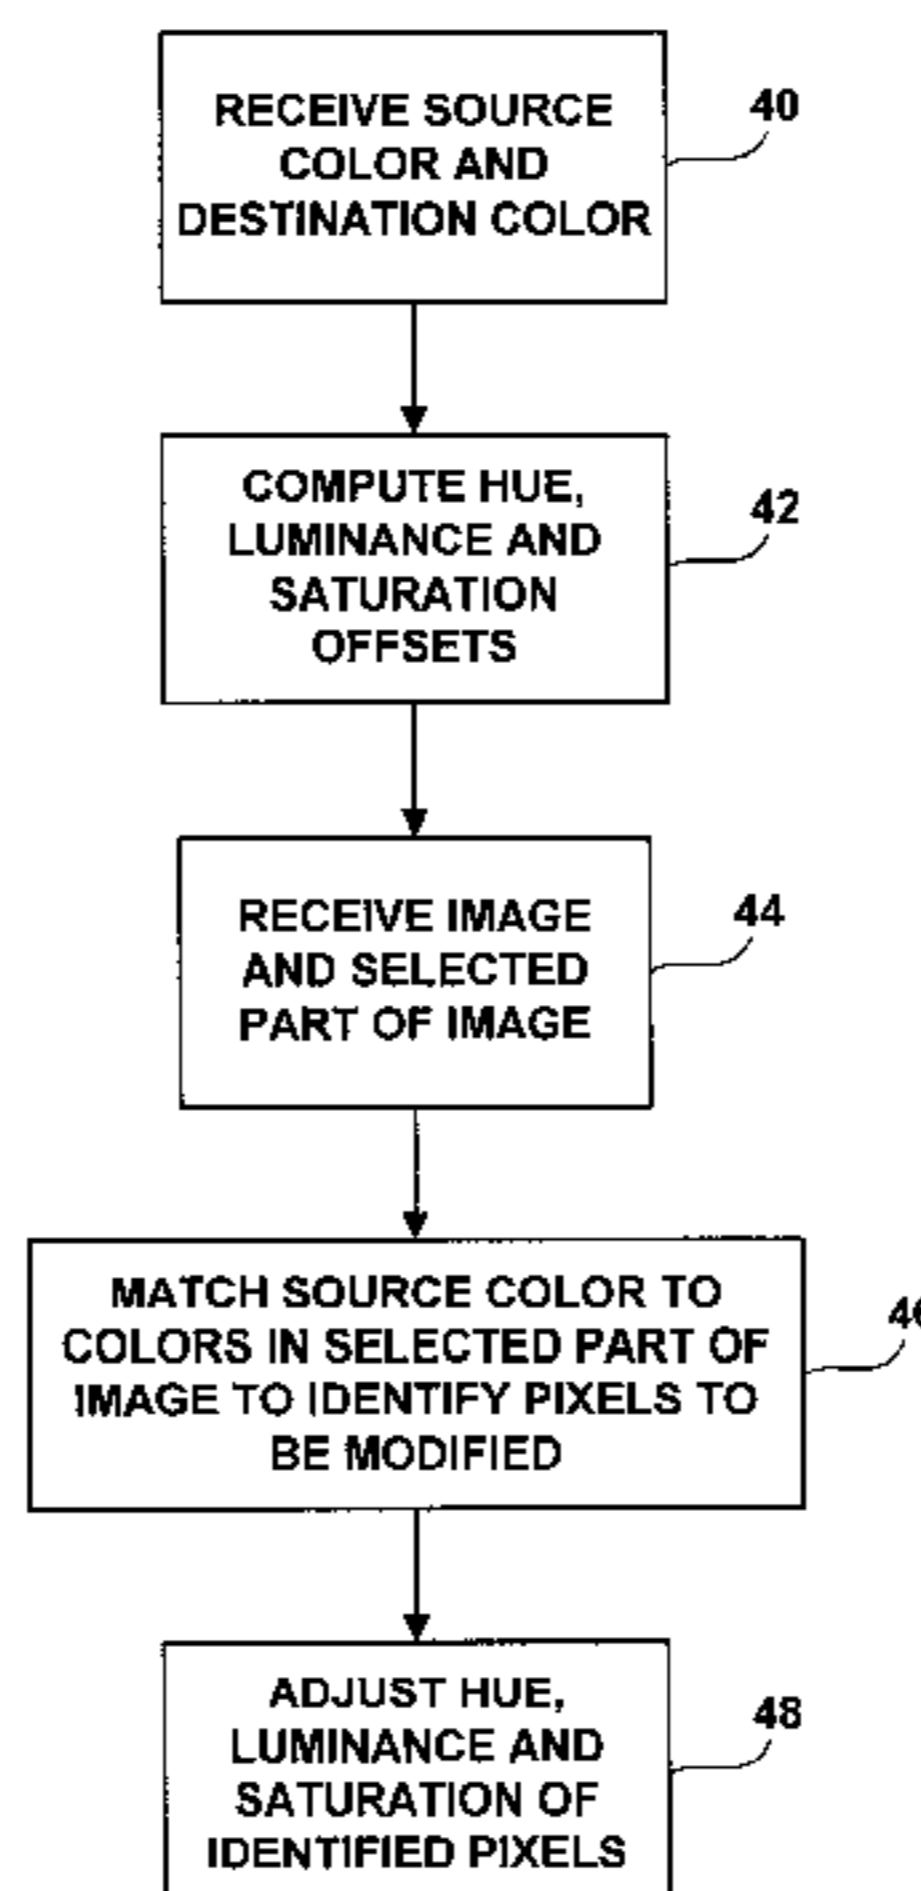 RECEIVE SOURCE
COLOR AND
DESTINATION COLOR
40
COMPUTE HUE,
LUMINANCE AND
SATURATION
OFFSETS
42
RECEIVE IMAGE
AND SELECTED
PART OF IMAGE
44
MATCH SOURCE COLOR TO
COLORS IN SELECTED PART OF
IMAGE TO IDENTIFY PIXELS TO
BE MODIFIED
46
ADJUST HUE,
LUMINANCE AND
SATURATION OF
IDENTIFIED PIXELS
48